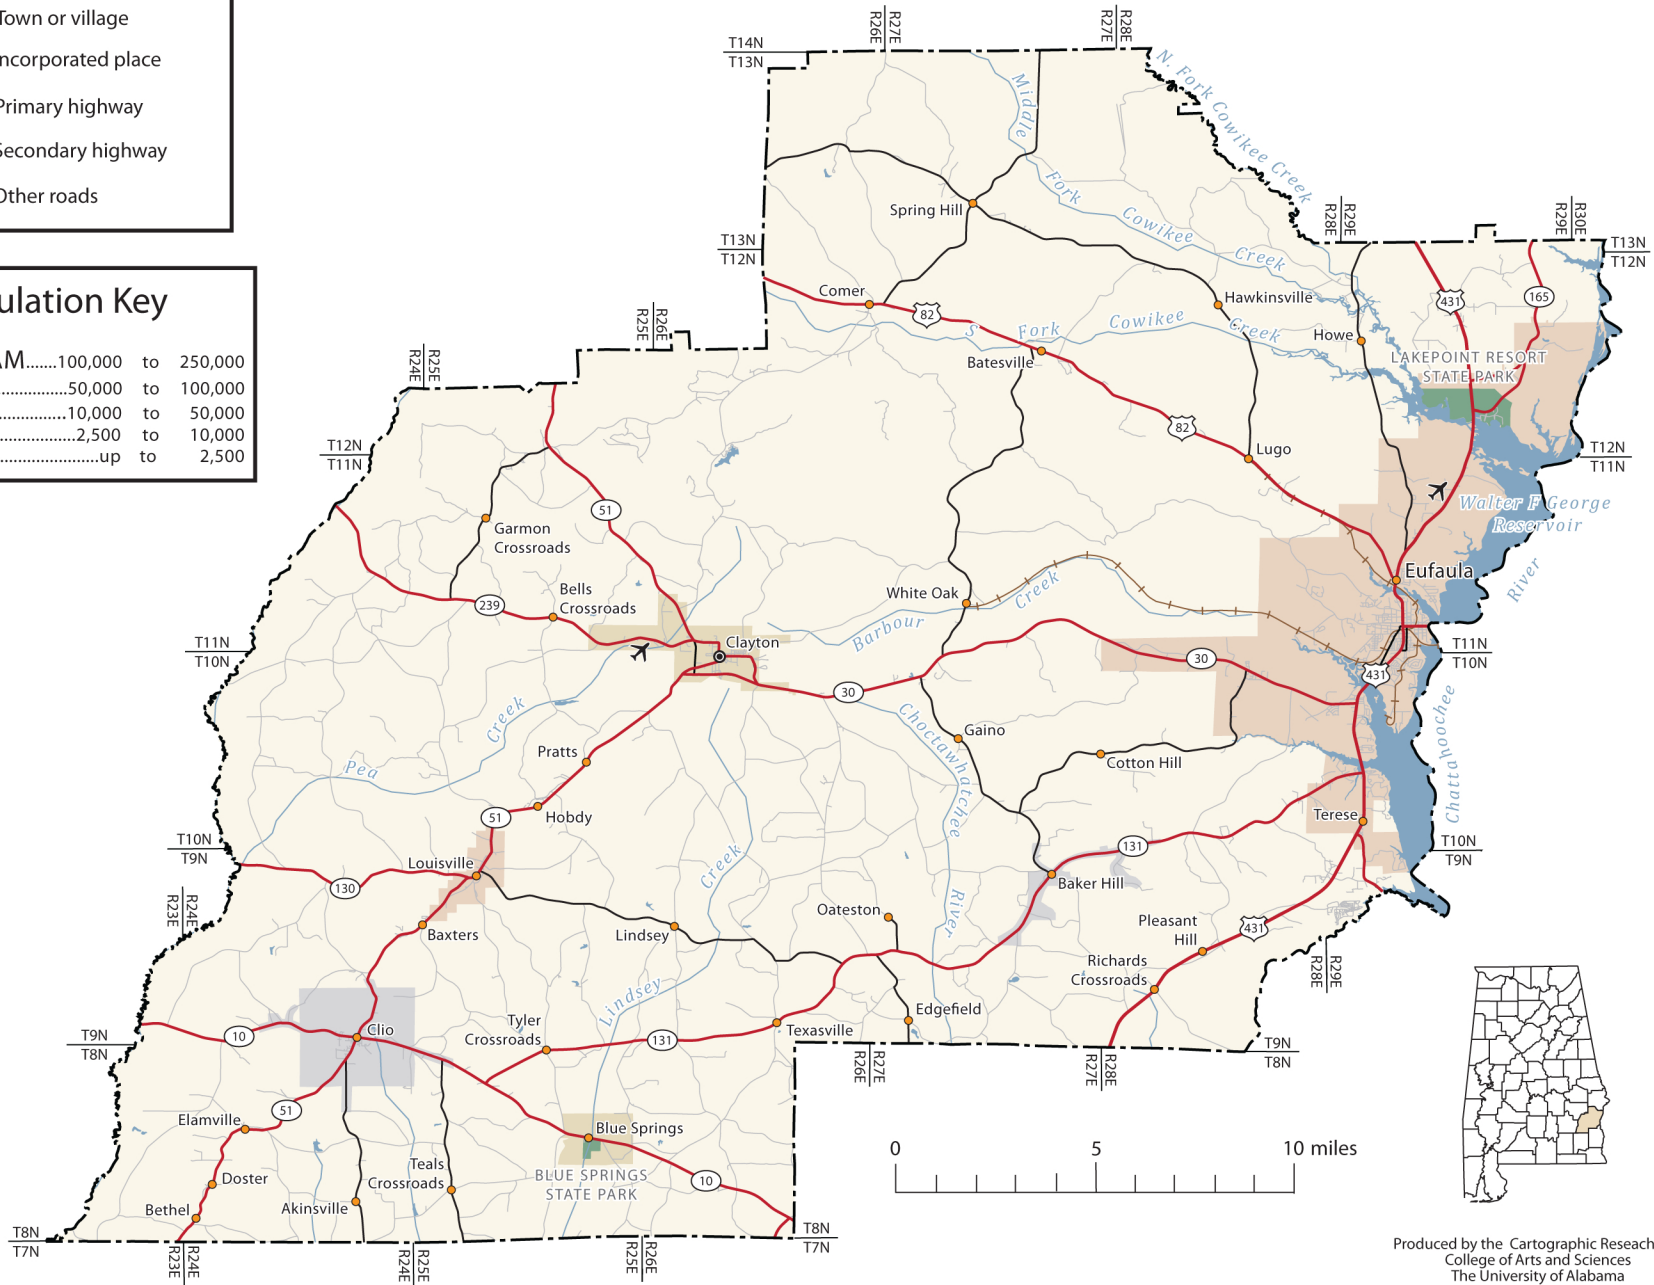 Town or village
ncorporated place
Primary highway
Secondary highway
Other roads
ulation Key
AM.......100,000 to 250,000
.................50,000 to 100,000
................10,000 to 50,000
..................2,500 to 10,000
.......................up to 2,500
T14N
T13N
R26E
R27E
R27E
R28E
N. Fork Cowikee Creek
Middle Fork Cowikee Creek
Spring Hill
T13N
T12N
R28E
R29E
R29E
R30E
T13N
T12N
Comer
82
Hawkinsville
431
165
S Fork Cowikee Creek
Howe
Batesville
LAKEPOINT RESORT
STATE PARK
R25E
R26E
R24E
R25E
82
Lugo
T12N
T11N
T12N
T11N
51
Garmon
Crossroads
Walter F George
Reservoir
Eufaula
River
Bells
Crossroads
239
White Oak
Barbour Creek
Clayton
T11N
T10N
T11N
T10N
30
30
431
Creek
Pea
Choctawhatchee
River
Gaino
Pratts
Cotton Hill
Chattahoochee
51
Hobdy
Terese
T10N
T9N
Louisville
131
T10N
T9N
130
Creek
Baker Hill
R23E
R24E
Oateston
Baxters
Lindsey
Pleasant
Hill
431
Richards
Crossroads
R28E
R29E
Lindsey
Edgefield
Tyler
Crossroads
Texasville
Clio
10
131
T9N
T8N
T9N
T8N
R26E
R27E
R27E
R28E
51
Elamville
Blue Springs
BLUE SPRINGS
STATE PARK
Teals
Crossroads
10
Doster
Bethel
Akinsville
0 5 10 miles
T8N
T7N
T8N
T7N
R23E
R24E
R24E
R25E
R25E
R26E
Produced by the Cartographic Reseach
College of Arts and Sciences
The University of Alabama